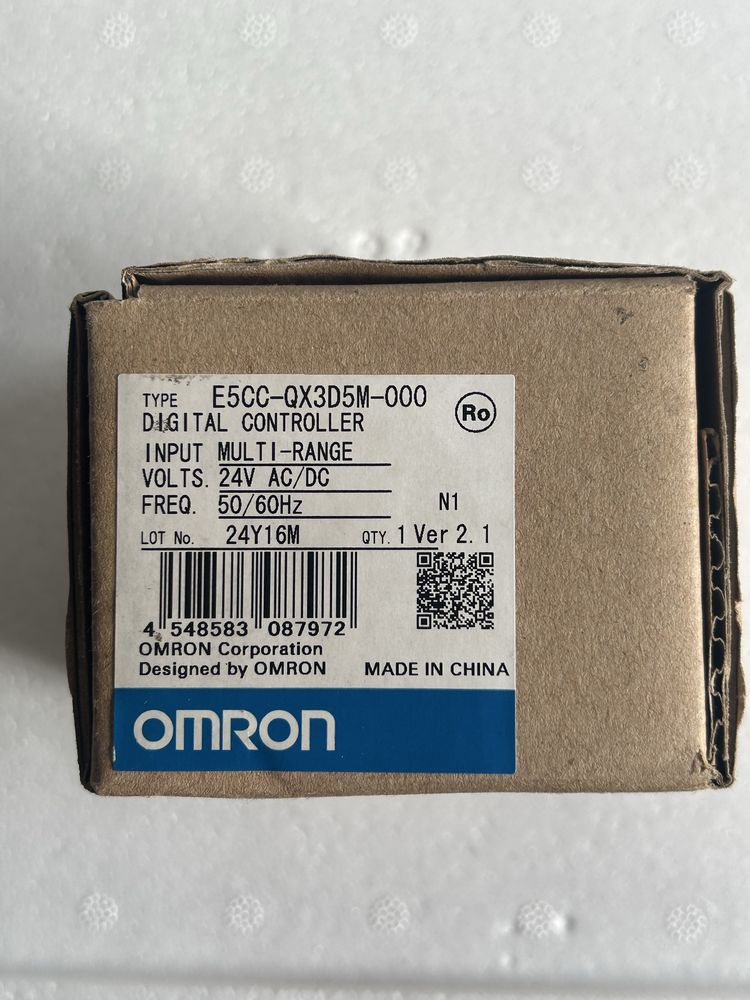 TYPE E5CC-QX3D5M-000
Ro
DIGITAL CONTROLLER
INPUT MULTI-RANGE
VOLTS. 24V AC/DC
FREQ. 50/60Hz N1
LOT No. 24Y16M QTY. 1 Ver 2.1
4 548583 087972
OMRON Corporation
Designed by OMRON MADE IN CHINA
OMRON